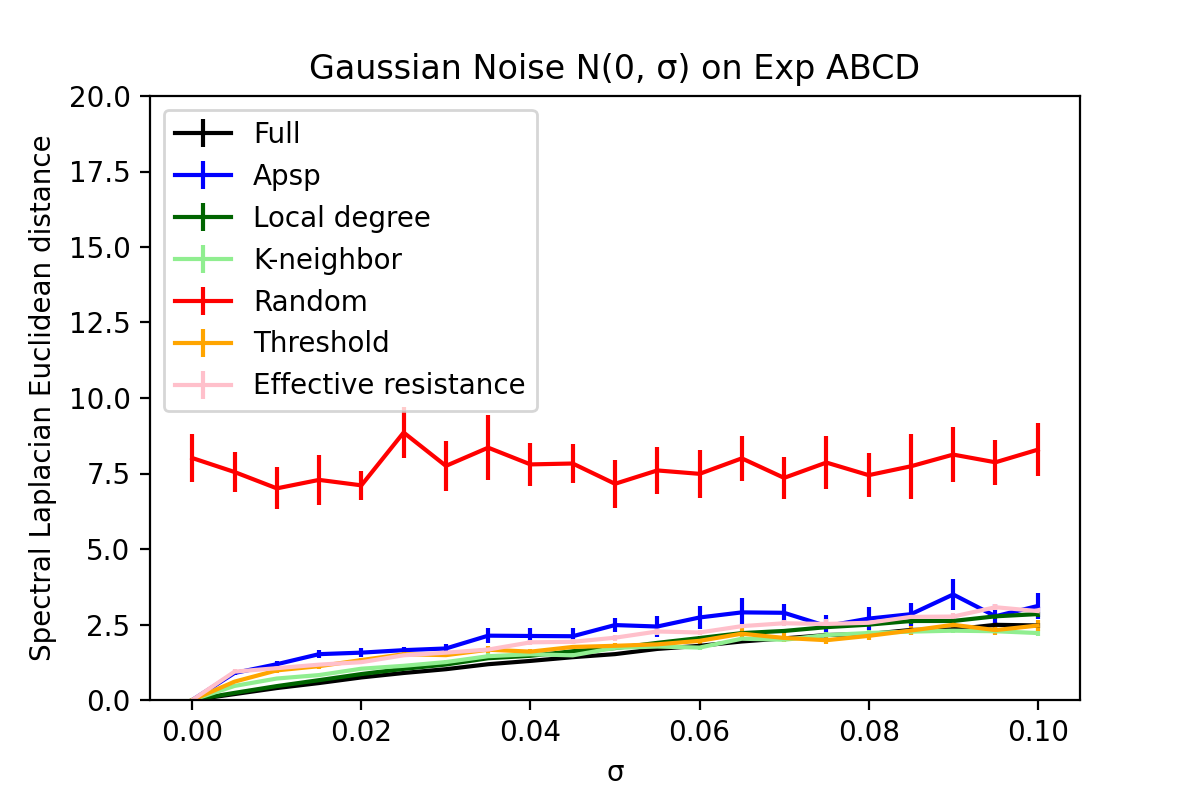 Gaussian Noise N(0, σ) on Exp ABCD
Spectral Laplacian Euclidean distance
20.0
17.5
15.0
12.5
10.0
7.5
5.0
2.5
0.0
Full
Apsp
Local degree
K-neighbor
Random
Threshold
Effective resistance
0.00 0.02 0.04 0.06 0.08 0.10
σ